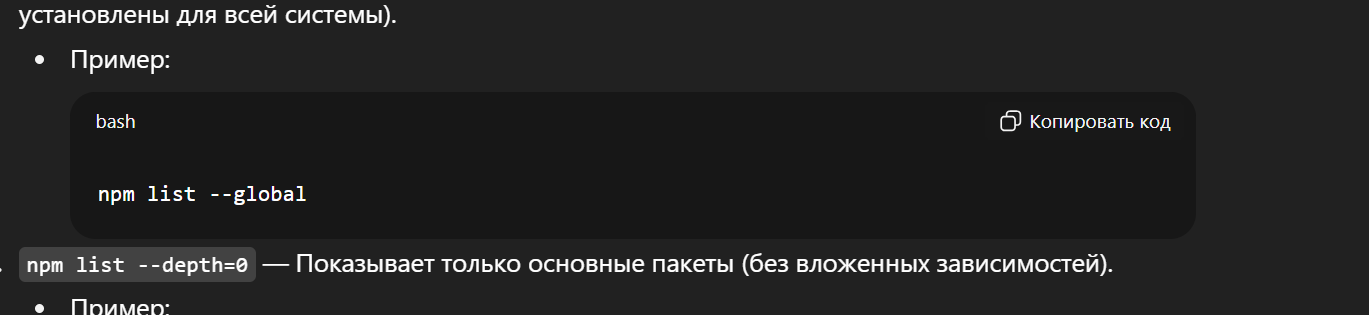 установлены для всей системы).
• Пример:
bash
Копировать код
npm list --global
npm list --depth=0 — Показывает только основные пакеты (без вложенных зависимостей).
• Пример: